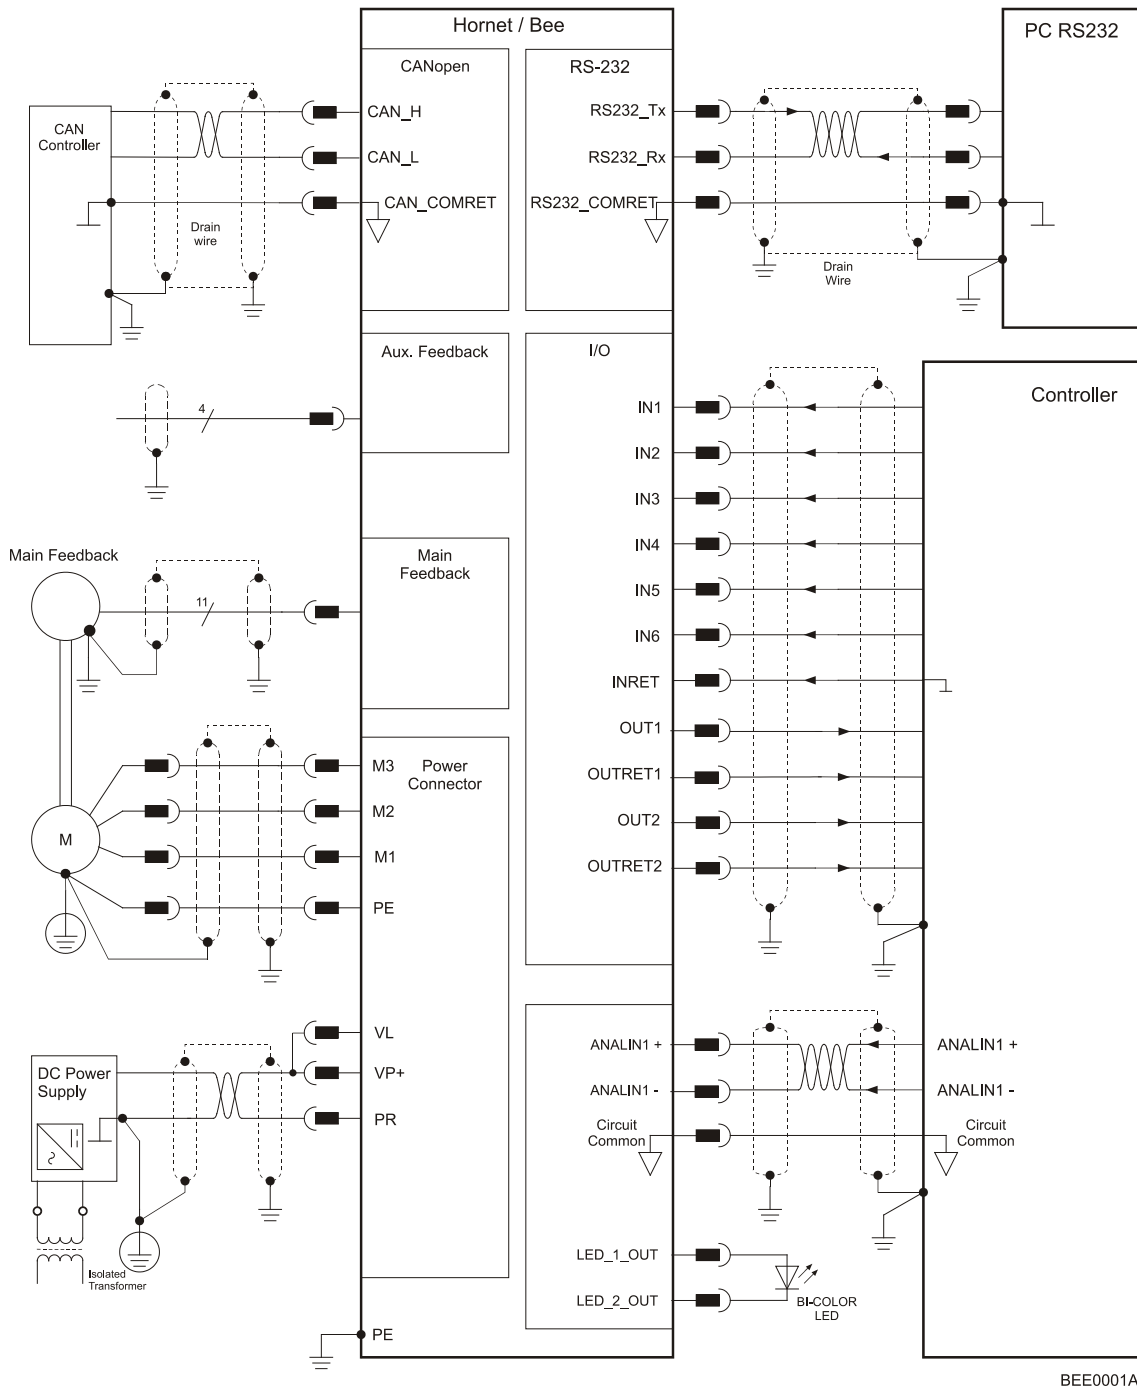 Hornet / Bee
PC RS232
CANopen
RS-232
CAN
Controller
CAN_H
CAN_L
CAN_COMRET
RS232_Tx
RS232_Rx
RS232_COMRET
Drain
wire
Drain
Wire
Aux. Feedback
4
I/O
Controller
IN1
IN2
IN3
IN4
IN5
IN6
INRET
OUT1
OUTRET1
OUT2
OUTRET2
Main Feedback
11
Main
Feedback
Power
Connector
M3
M2
M1
PE
M
VL
VP+
PR
DC Power
Supply
Isolated
Transformer
PE
ANALIN1 +
ANALIN1 -
Circuit
Common
ANALIN1 +
ANALIN1 -
Circuit
Common
LED_1_OUT
LED_2_OUT
BI-COLOR
LED
BEE0001A